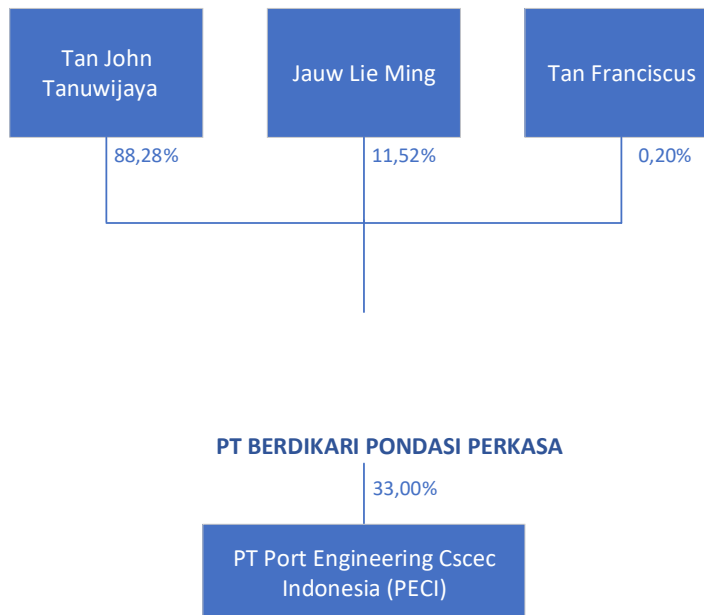 Tan John
Tanuwijaya
Jauw Lie Ming
Tan Franciscus
88,28%
11,52%
0,20%
PT BERDIKARI PONDASI PERKASA
33,00%
PT Port Engineering Cscec
Indonesia (PECI)